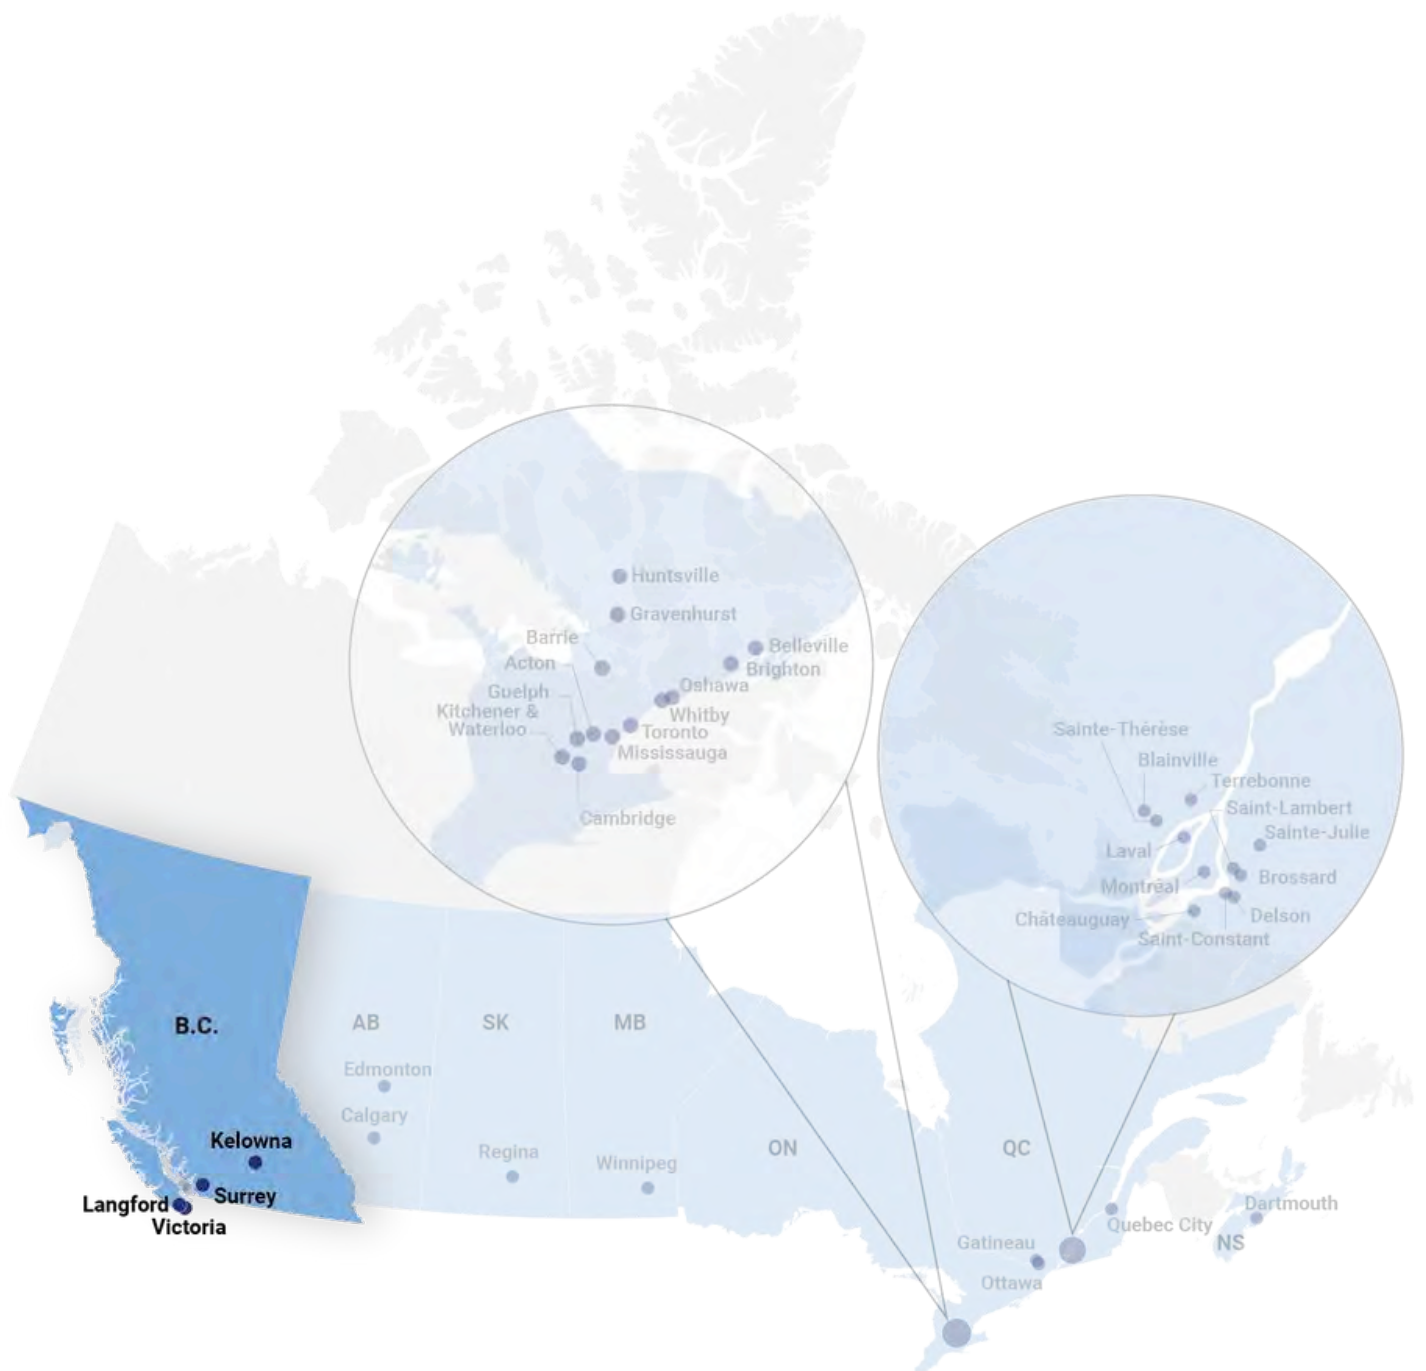 Huntsville
Gravenhurst
Barrie
Belleville
Acton
Brighton
Guelph
Oshawa
Kitchener &
Waterloo
Whitby
Toronto
Mississauga
Cambridge
Sainte-Thérèse
Blainville
Terrebonne
Saint-Lambert
Sainte-Julie
Laval
Montréal
Brossard
Châteauguay
Delson
Saint-Constant
B.C.
AB
SK
MB
Edmonton
Calgary
Kelowna
Regina
Winnipeg
ON
QC
Langford
Surrey
Victoria
Dartmouth
Quebec City
NS
Gatineau
Ottawa